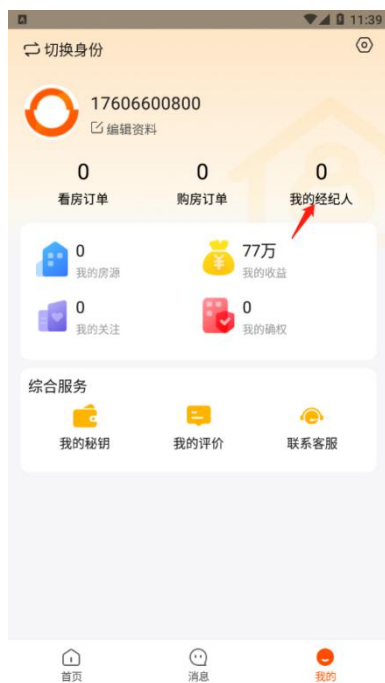 11:39
切换身份
17606600800
编辑资料
0 0 0
看房订单 购房订单 我的经纪人
0 77万
我的房源 我的收益
0 0
我的关注 我的确权
综合服务
我的秘钥 我的评价 联系客服
首页 消息 我的